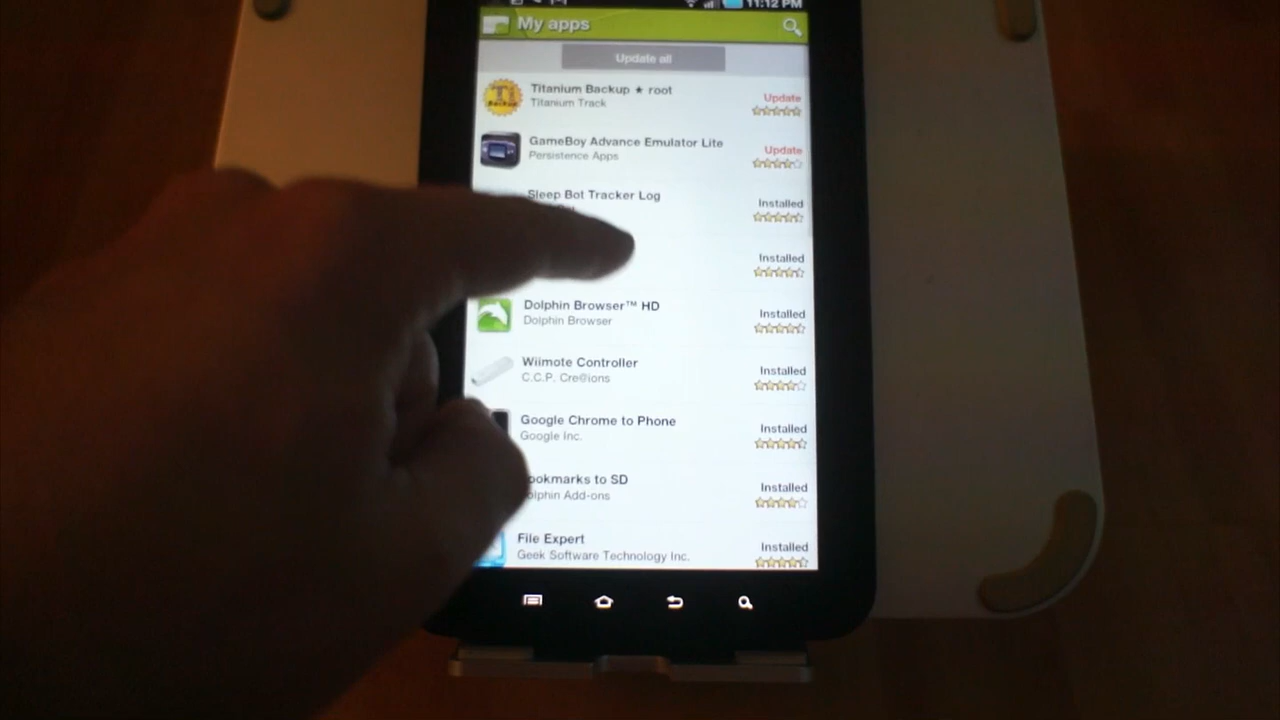 11:12 PM
My apps
Update all
Titanium Backup ★ root
Titanium Track
Update
GameBoy Advance Emulator Lite
Persistence Apps
Update
Sleep Bot Tracker Log
Installed
Installed
Dolphin Browser™ HD
Dolphin Browser
Installed
Wiimote Controller
C.C.P. Cre@ions
Installed
Google Chrome to Phone
Google Inc.
Installed
ookmarks to SD
olphin Add-ons
Installed
File Expert
Geek Software Technology Inc.
Installed